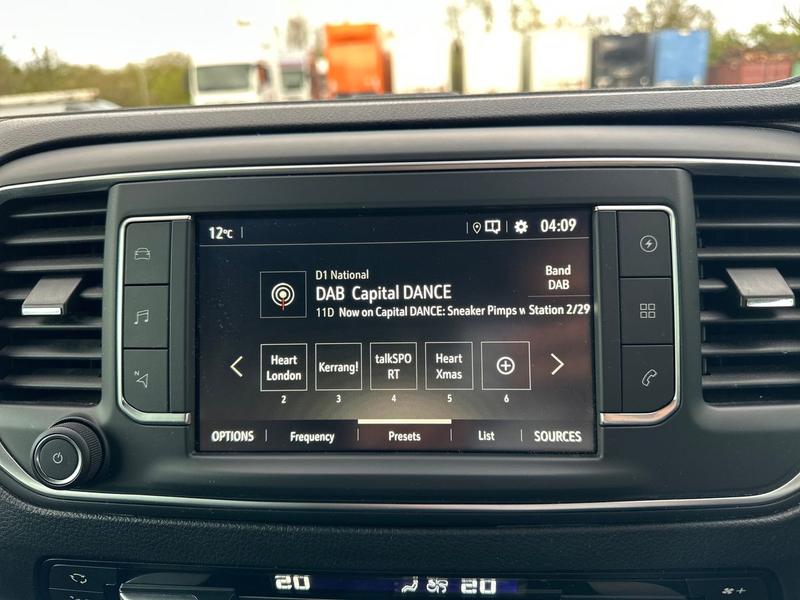 12°C
04:09
D1 National
DAB Capital DANCE
11D Now on Capital DANCE: Sneaker Pimps w Station 2/29
Band
DAB
Heart
London
Kerrang!
talkSPO
RT
Heart
Xmas
2 3 4 5 6
OPTIONS Frequency Presets List SOURCES
N
20 20